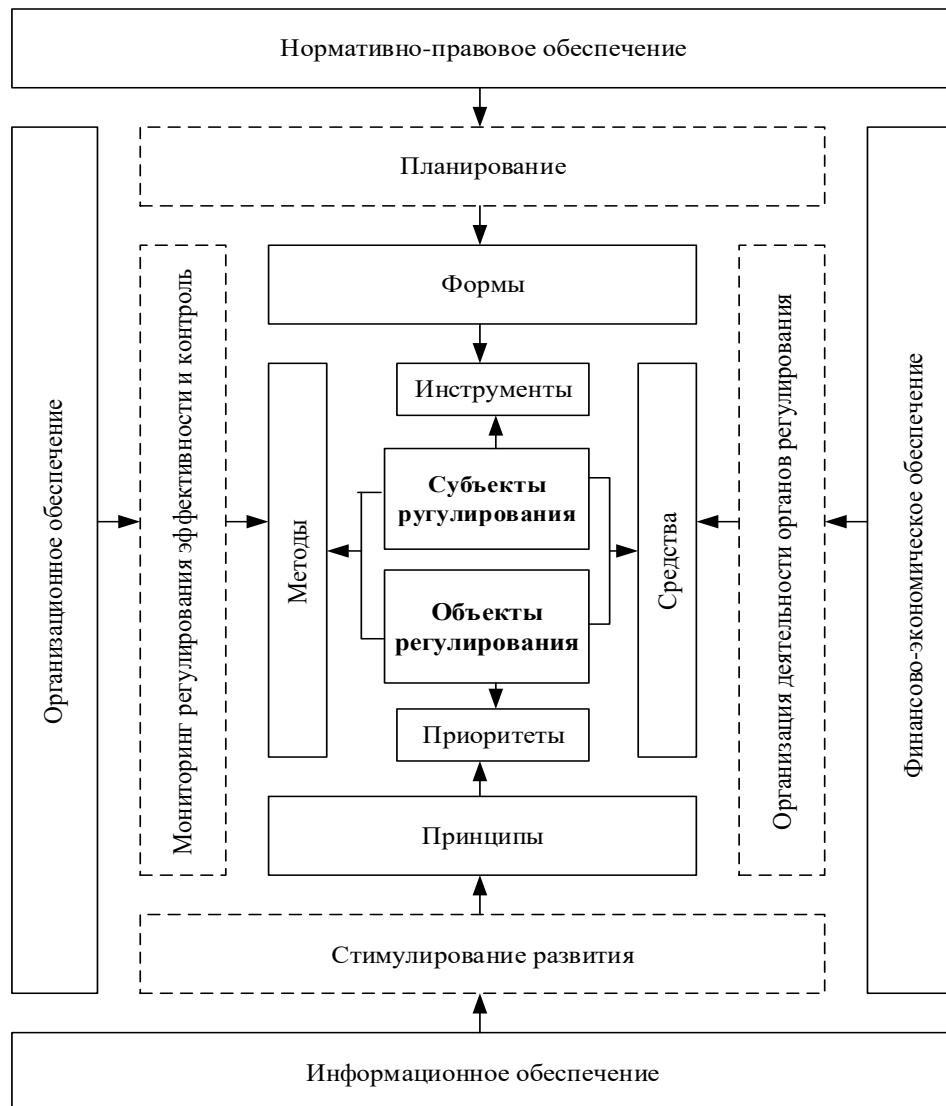 Нормативно-правовое обеспечение
Планирование
Формы
Инструменты
Субъекты
ругулирования
Объекты
регулирования
Приоритеты
Принципы
Стимулирование развития
Информационное обеспечение
Организационное обеспечение
Мониторинг регулирования эффективности и контроль
Методы
Средства
Организация деятельности органов регулирования
Финансово-экономическое обеспечение